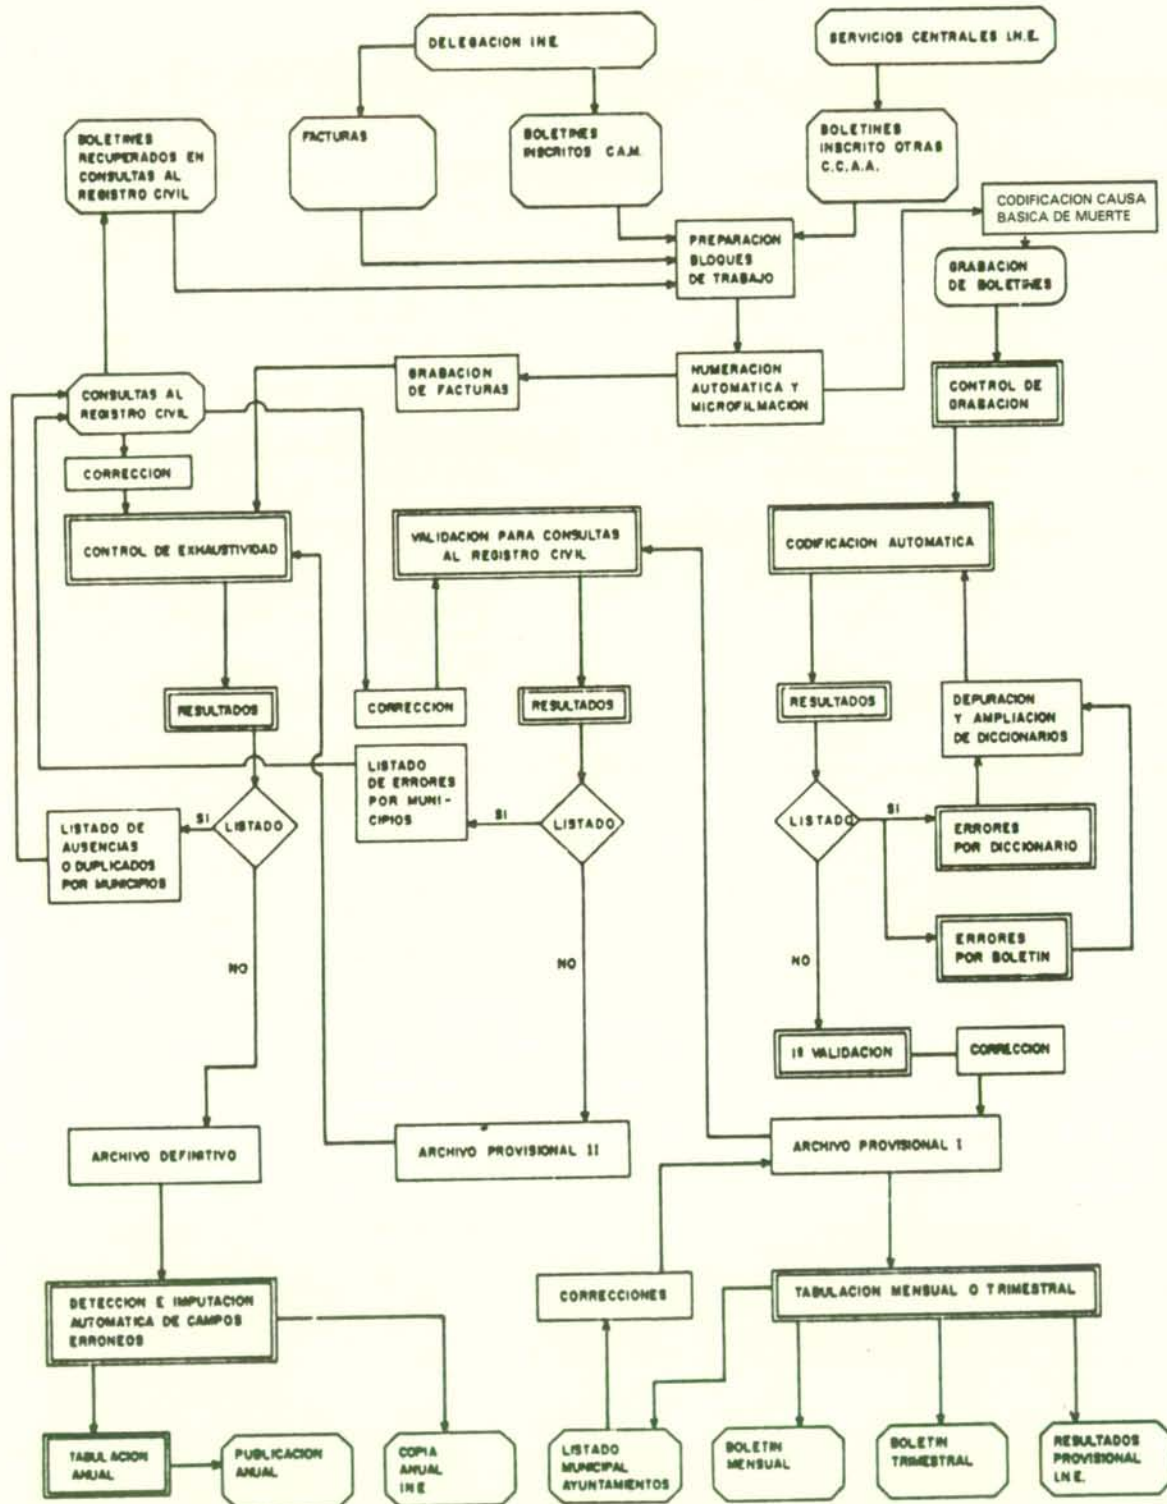 DELEGACION INE
SERVICIOS CENTRALES I.N.E.
BOLETINES
RECUPERADOS EN
CONSULTAS AL
REGISTRO CIVIL
FACTURAS
BOLETINES
INSCRITOS C.A.M.
BOLETINES
INSCRITO OTRAS
C.C.A.A.
CODIFICACION CAUSA
BASICA DE MUERTE
PREPARACION
BLOQUES
DE TRABAJO
GRABACION
DE BOLETINES
CONSULTAS AL
REGISTRO CIVIL
GRABACION
DE FACTURAS
NUMERACION
AUTOMATICA Y
MICROFILMACION
CONTROL DE
GRABACION
CORRECCION
CONTROL DE EXHAUSTIVIDAD
VALIDACION PARA CONSULTAS
AL REGISTRO CIVIL
CODIFICACION AUTOMATICA
RESULTADOS
CORRECCION
RESULTADOS
RESULTADOS
DEPURACION
Y AMPLIACION
DE DICCIONARIOS
LISTADO
DE ERRORES
POR MUNI-
CIPIOS
LISTADO DE
AUSENCIAS
O DUPLICADOS
POR MUNICIPIOS
SI
LISTADO
SI
LISTADO
LISTADO
SI
ERRORES
POR DICCIONARIO
ERRORES
POR BOLETIN
NO
NO
NO
1ª VALIDACION
CORRECCION
ARCHIVO DEFINITIVO
ARCHIVO PROVISIONAL II
ARCHIVO PROVISIONAL I
DETECCION E IMPUTACION
AUTOMATICA DE CAMPOS
ERRONEOS
CORRECCIONES
TABULACION MENSUAL O TRIMESTRAL
TABULACION
ANUAL
PUBLICACION
ANUAL
COPIA
ANUAL
INE
LISTADO
MUNICIPAL
AYUNTAMIENTOS
BOLETIN
MENSUAL
BOLETIN
TRIMESTRAL
RESULTADOS
PROVISIONAL
I.N.E.